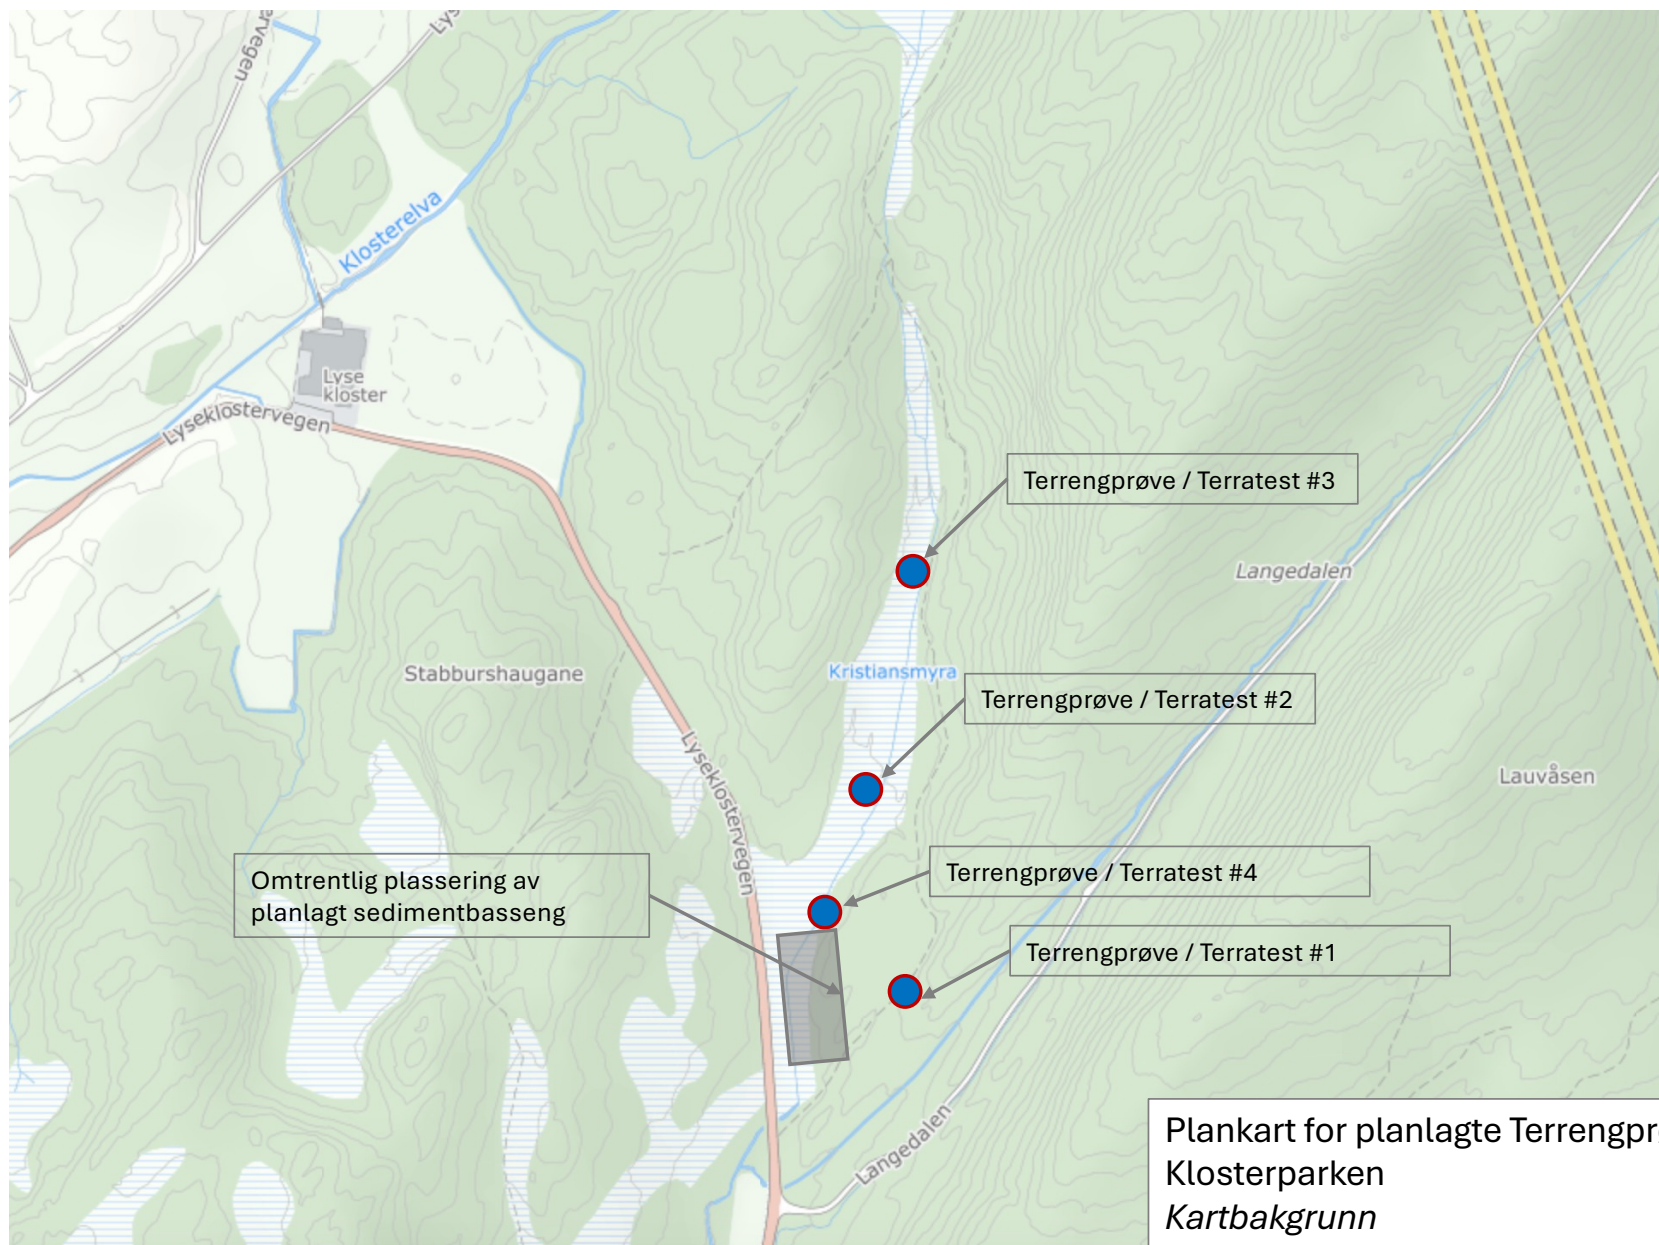 Klosterelva
Lyse
kloster
Lyseklostervegen
Terrengprøve / Terratest #3
Langedalen
Stabburshaugane
Kristiansmyra
Terrengprøve / Terratest #2
Lyseklostervegen
Lauvåsen
Omtrentlig plassering av
planlagt sedimentbasseng
Terrengprøve / Terratest #4
Terrengprøve / Terratest #1
Langedalen
Plankart for planlagte
Klosterparken
Kartbakgrunn